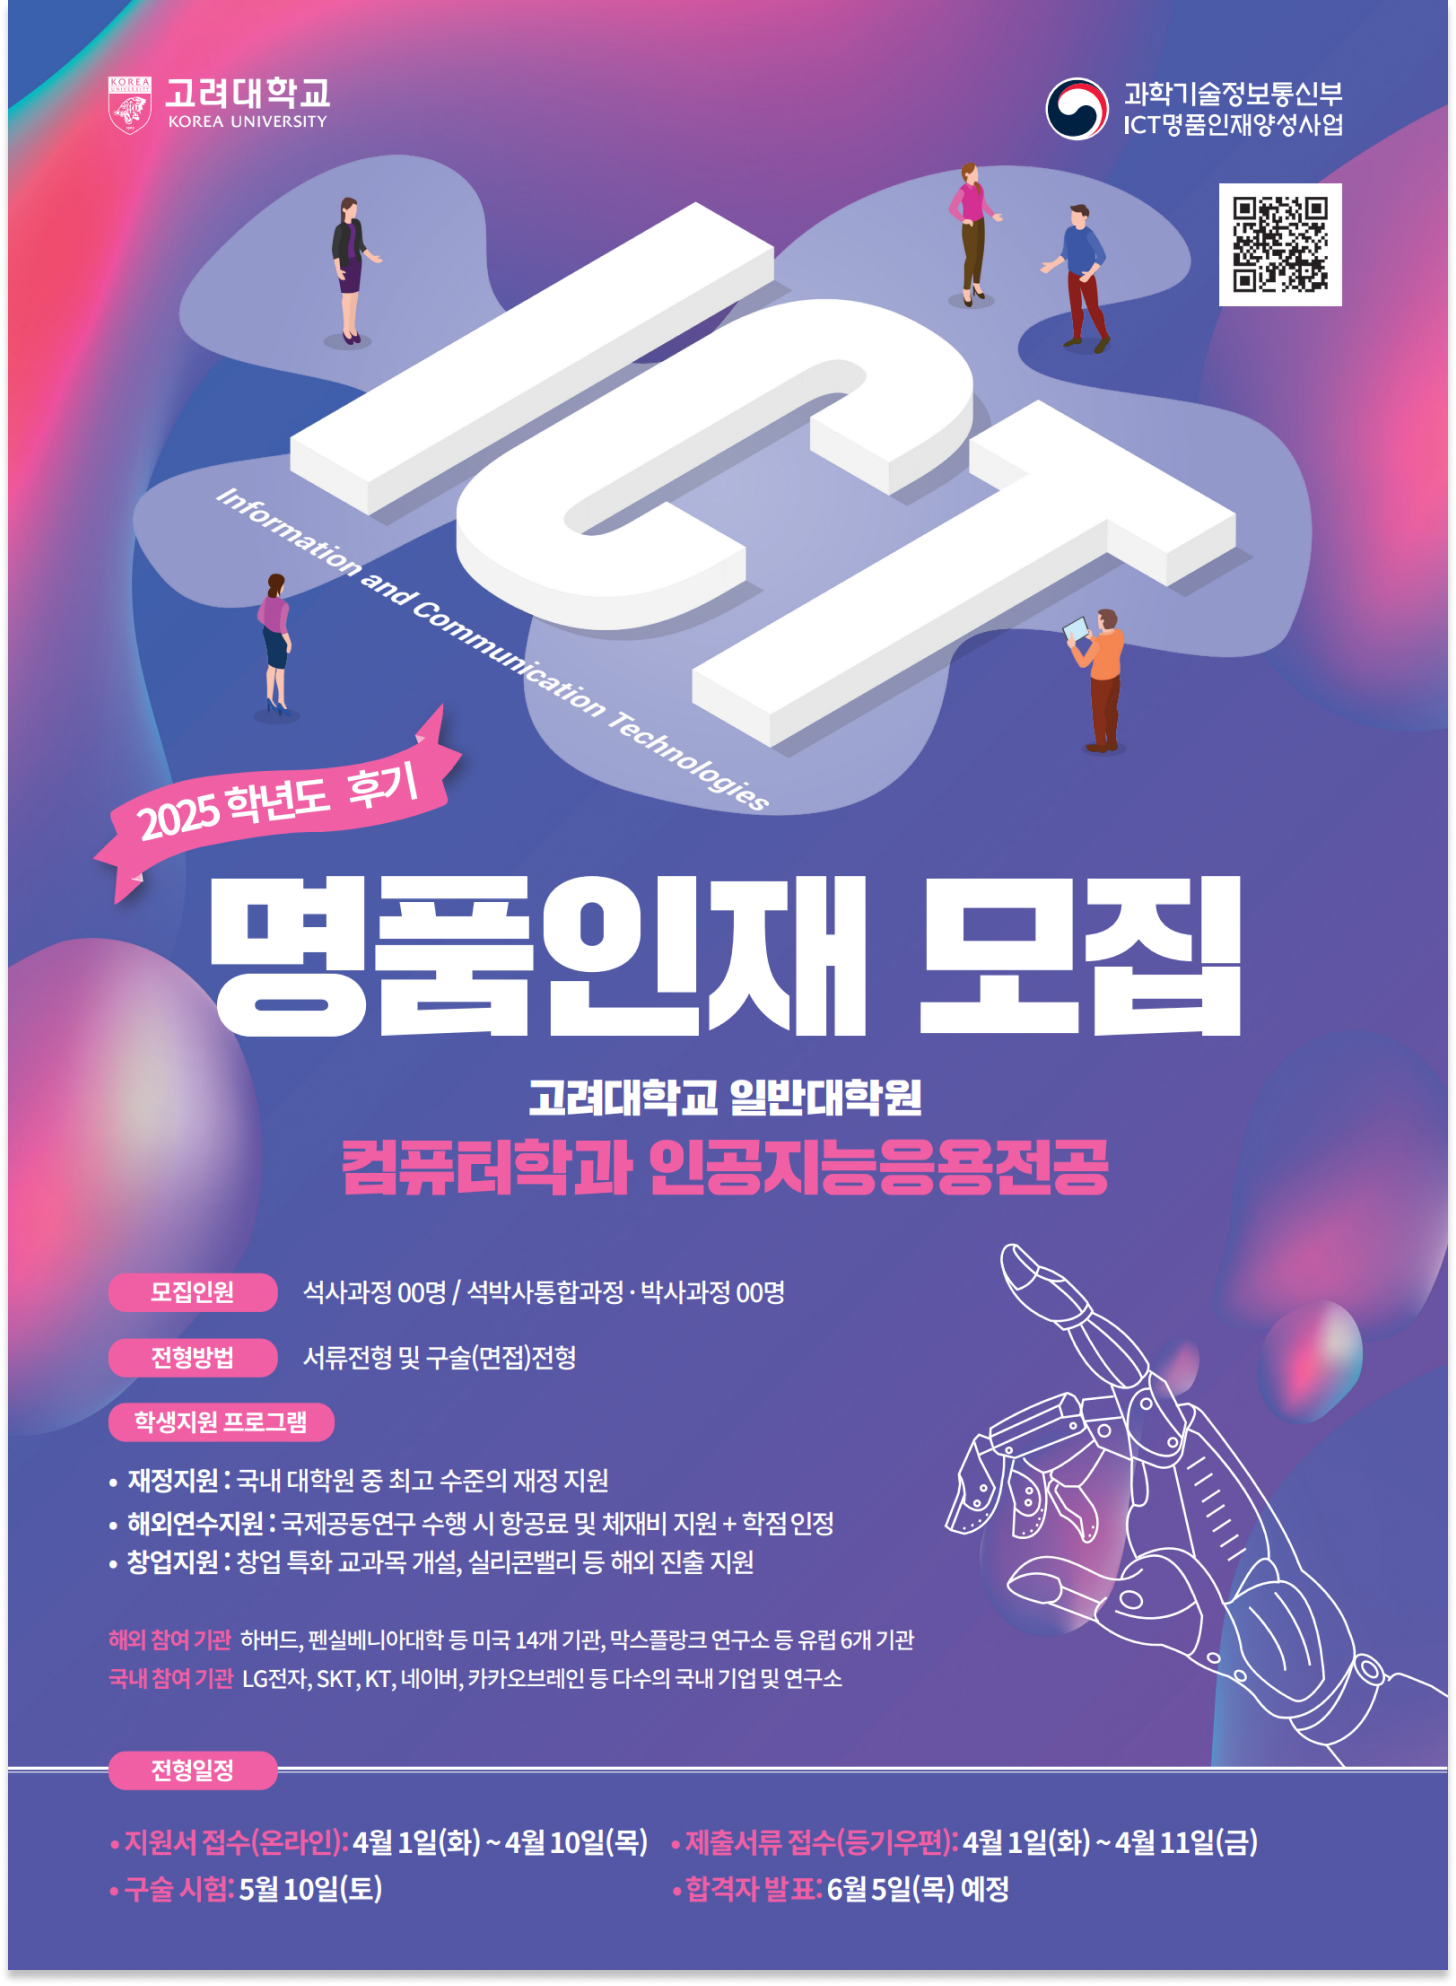 KOREA
UNIVERSITY
고려대학교
KOREA UNIVERSITY
과학기술정보통신부
ICT명품인재양성사업
ICT
Information and Communication Technologies
2025 학년도 후기
명품인재 모집
고려대학교 일반대학원
컴퓨터학과 인공지능응용전공
모집인원 석사과정 00명 / 석박사통합과정 · 박사과정 00명
전형방법 서류전형 및 구술(면접)전형
학생지원 프로그램
• 재정지원 : 국내 대학원 중 최고 수준의 재정 지원
• 해외연수지원 : 국제공동연구 수행 시 항공료 및 체재비 지원 + 학점 인정
• 창업지원 : 창업 특화 교과목 개설, 실리콘밸리 등 해외 진출 지원
해외 참여 기관 하버드, 펜실베니아대학 등 미국 14개 기관, 막스플랑크 연구소 등 유럽 6개 기관
국내 참여 기관 LG전자, SKT, KT, 네이버, 카카오브레인 등 다수의 국내 기업 및 연구소
전형일정
• 지원서 접수(온라인): 4월 1일(화) ~ 4월 10일(목) • 제출서류 접수(등기우편): 4월 1일(화) ~ 4월 11일(금)
• 구술 시험: 5월 10일(토) • 합격자 발표: 6월 5일(목) 예정